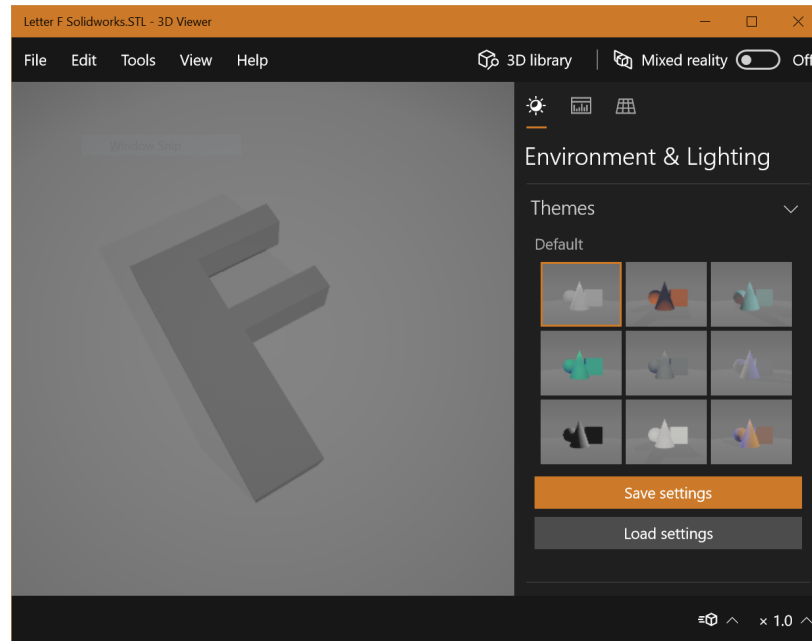 Letter F Solidworks.STL - 3D Viewer
File Edit Tools View Help 3D library Mixed reality Off
Window Snip
Environment & Lighting
Themes
Default
Save settings
Load settings
× 1.0